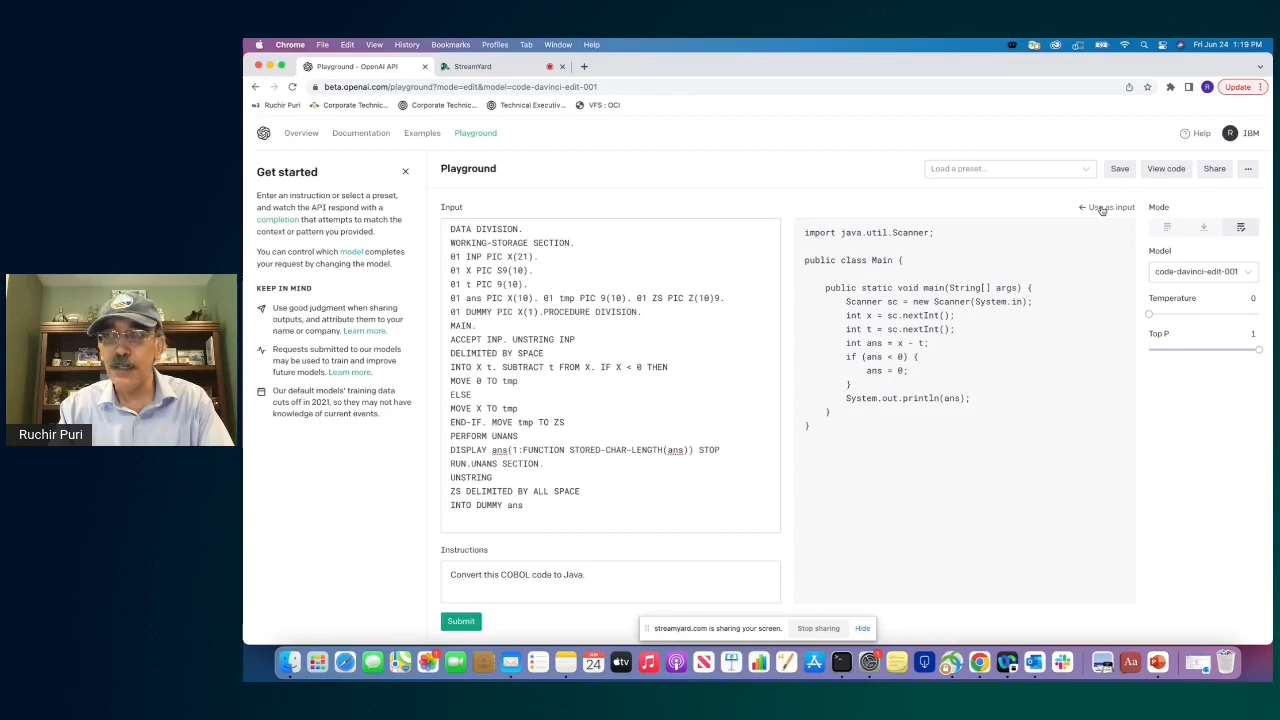 Chrome File Edit View History Bookmarks Profiles Tab Window Help
Fri Jun 24 1:19 PM
Playground - OpenAI API
StreamYard
beta.openai.com/playground?mode=edit&model=code-davinci-edit-001
R
Update
w3 Ruchir Puri
Corporate Technic...
Corporate Technic...
Technical Executiv...
VFS : OCI
Overview Documentation Examples Playground
Help
R
IBM
Get started
Enter an instruction or select a preset,
and watch the API respond with a
completion that attempts to match the
context or pattern you provided.
You can control which model completes
your request by changing the model.
KEEP IN MIND
Use good judgment when sharing
outputs, and attribute them to your
name or company. Learn more.
Requests submitted to our models
may be used to train and improve
future models. Learn more.
Our default models' training data
cuts off in 2021, so they may not have
knowledge of current events.
Playground
Load a preset...
Save
View code
Share
Input
DATA DIVISION.
WORKING-STORAGE SECTION.
01 INP PIC X(21).
01 X PIC S9(10).
01 t PIC 9(10).
01 ans PIC X(10). 01 tmp PIC 9(10). 01 ZS PIC Z(10)9.
01 DUMMY PIC X(1).PROCEDURE DIVISION.
MAIN.
ACCEPT INP. UNSTRING INP
DELIMITED BY SPACE
INTO X t. SUBTRACT t FROM X. IF X < 0 THEN
MOVE 0 TO tmp
ELSE
MOVE X TO tmp
END-IF. MOVE tmp TO ZS
PERFORM UNANS
DISPLAY ans(1:FUNCTION STORED-CHAR-LENGTH(ans)) STOP
RUN.UNANS SECTION.
UNSTRING
ZS DELIMITED BY ALL SPACE
INTO DUMMY ans
Instructions
Convert this COBOL code to Java.
Submit
← Use as input
import java.util.Scanner;
public class Main {
public static void main(String[] args) {
Scanner sc = new Scanner(System.in);
int x = sc.nextInt();
int t = sc.nextInt();
int ans = x - t;
if (ans < 0) {
ans = 0;
}
System.out.println(ans);
}
}
Mode
Model
code-davinci-edit-001
Temperature 0
Top P 1
Ruchir Puri
streamyard.com is sharing your screen.
Stop sharing
Hide
JUN
24
tv
Aa